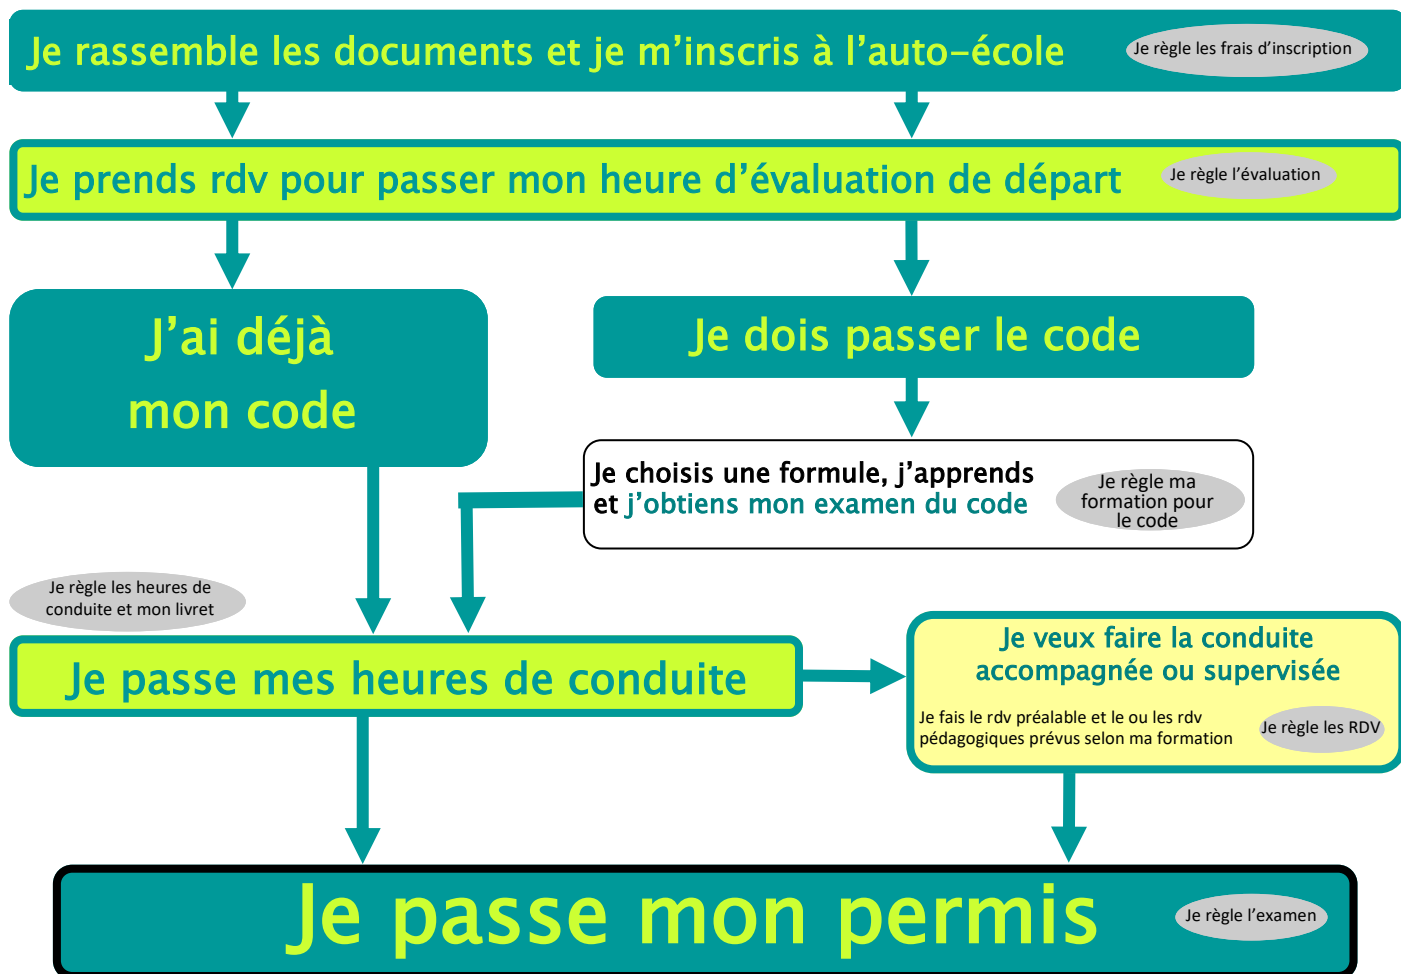 Je rassemble les documents et je m’inscris à l’auto-école
Je règle les frais d’inscription
Je prends rdv pour passer mon heure d’évaluation de départ
Je règle l’évaluation
J’ai déjà
mon code
Je dois passer le code
Je choisis une formule, j’apprends
et j’obtiens mon examen du code
Je règle ma
formation pour
le code
Je règle les heures de
conduite et mon livret
Je passe mes heures de conduite
Je veux faire la conduite
accompagnée ou supervisée
Je fais le rdv préalable et le ou les rdv
pédagogiques prévus selon ma formation
Je règle les RDV
Je passe mon permis
Je règle l’examen